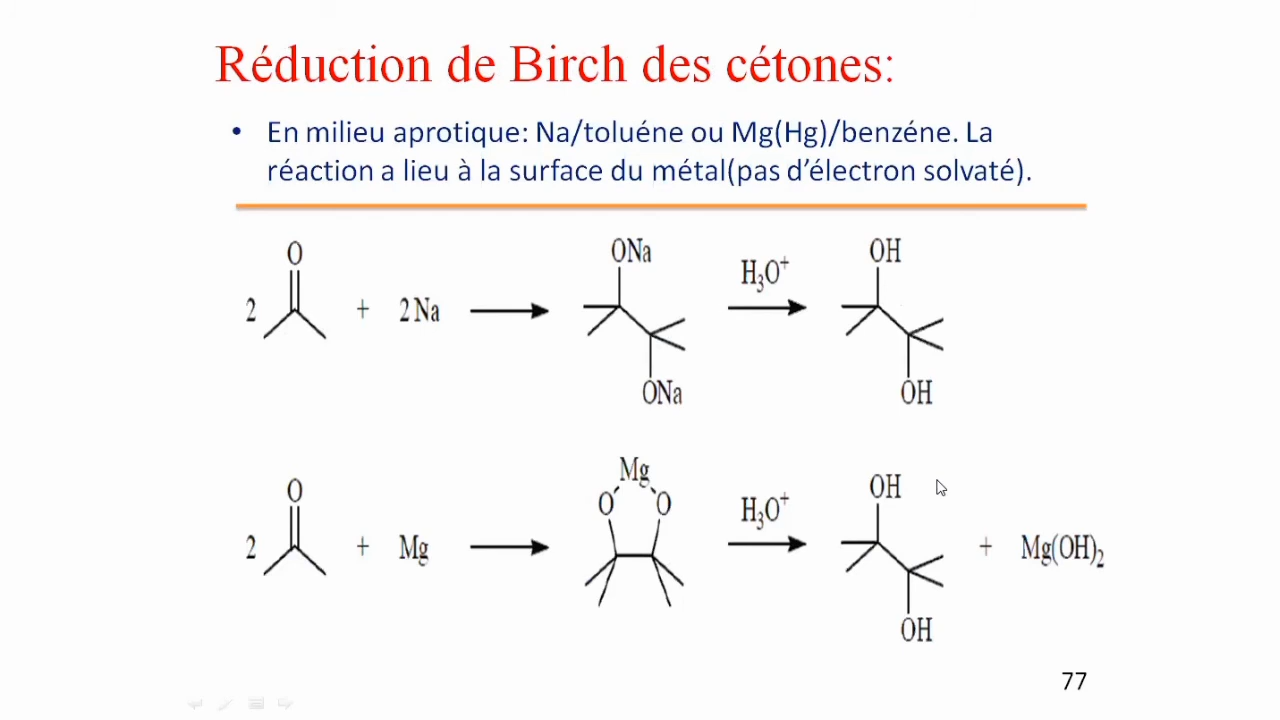 Réduction de Birch des cétones:
• En milieu aprotique: Na/toluéne ou Mg(Hg)/benzéne. La
réaction a lieu à la surface du métal(pas d'électron solvaté).
O ONa H₃O⁺ OH
2 + 2 Na
ONa OH
O Mg H₃O⁺ OH
O O
2 + Mg + Mg(OH)₂
OH
77